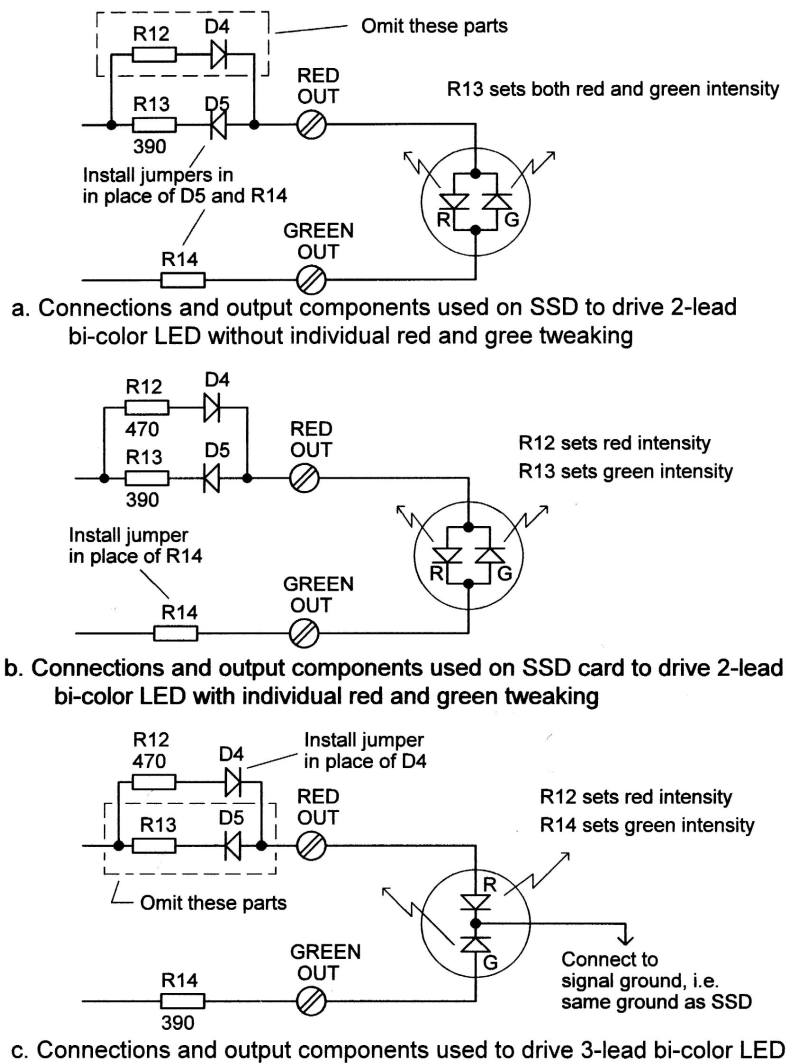 R12 D4
Omit these parts
RED
OUT
R13 sets both red and green intensity
R13 D5
390
Install jumpers in
in place of D5 and R14
R G
GREEN
OUT
R14
a. Connections and output components used on SSD to drive 2-lead
bi-color LED without individual red and gree tweaking
R12 D4
470
RED
OUT
R12 sets red intensity
R13 sets green intensity
R13 D5
390
Install jumper
in place of R14
R G
GREEN
OUT
R14
b. Connections and output components used on SSD card to drive 2-lead
bi-color LED with individual red and green tweaking
R12 D4
470
Install jumper
in place of D4
RED
OUT
R12 sets red intensity
R14 sets green intensity
R13 D5
R
Omit these parts
G
GREEN
OUT
Connect to
signal ground, i.e.
same ground as SSD
R14
390
c. Connections and output components used to drive 3-lead bi-color LED